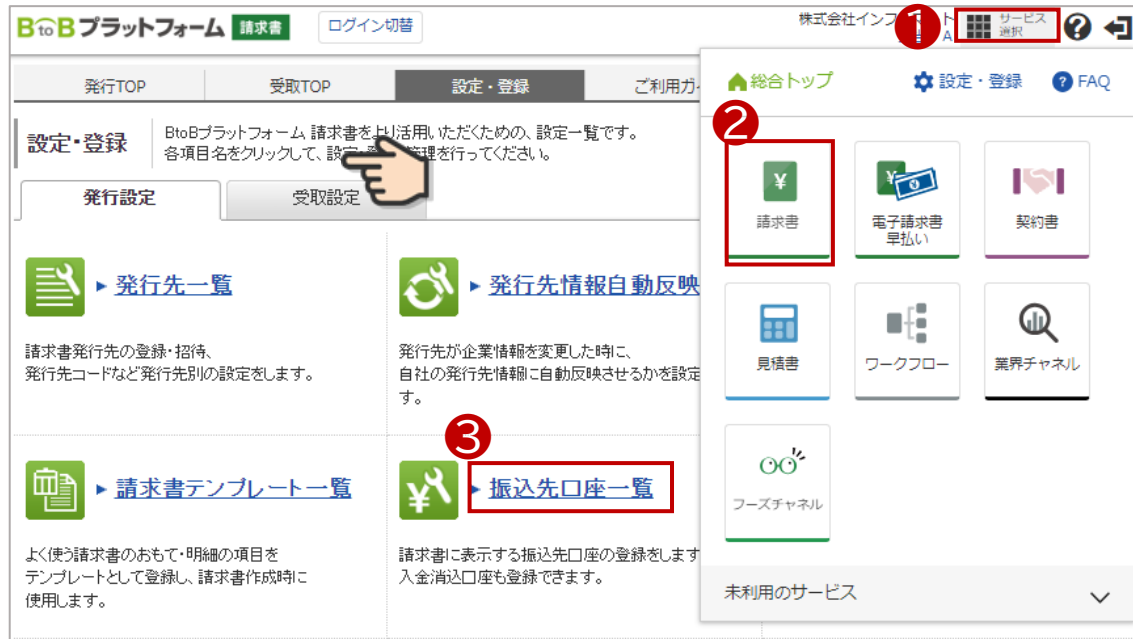 BtoBプラットフォーム 請求書
ログイン切替
株式会社インフ
ト
A
1
サービス
選択
発行TOP
受取TOP
設定・登録
ご利用ガ
設定・登録
BtoBプラットフォーム 請求書をより活用いただくための、設定一覧です。
各項目名をクリックして、設定
管理を行ってください。
発行設定
受取設定
発行先一覧
請求書発行先の登録・招待、
発行先コードなど発行先別の設定をします。
発行先情報自動反映
発行先が企業情報を変更した時に、
自社の発行先情報に自動反映させるかを設定
す。
請求書テンプレート一覧
よく使う請求書のおもて・明細の項目を
テンプレートとして登録し、請求書作成時に
使用します。
3
振込先口座一覧
請求書に表示する振込先口座の登録をします
入金消込口座も登録できます。
総合トップ
設定・登録
FAQ
2
請求書
電子請求書
早払い
契約書
見積書
ワークフロー
業界チャネル
フーズチャネル
未利用のサービス